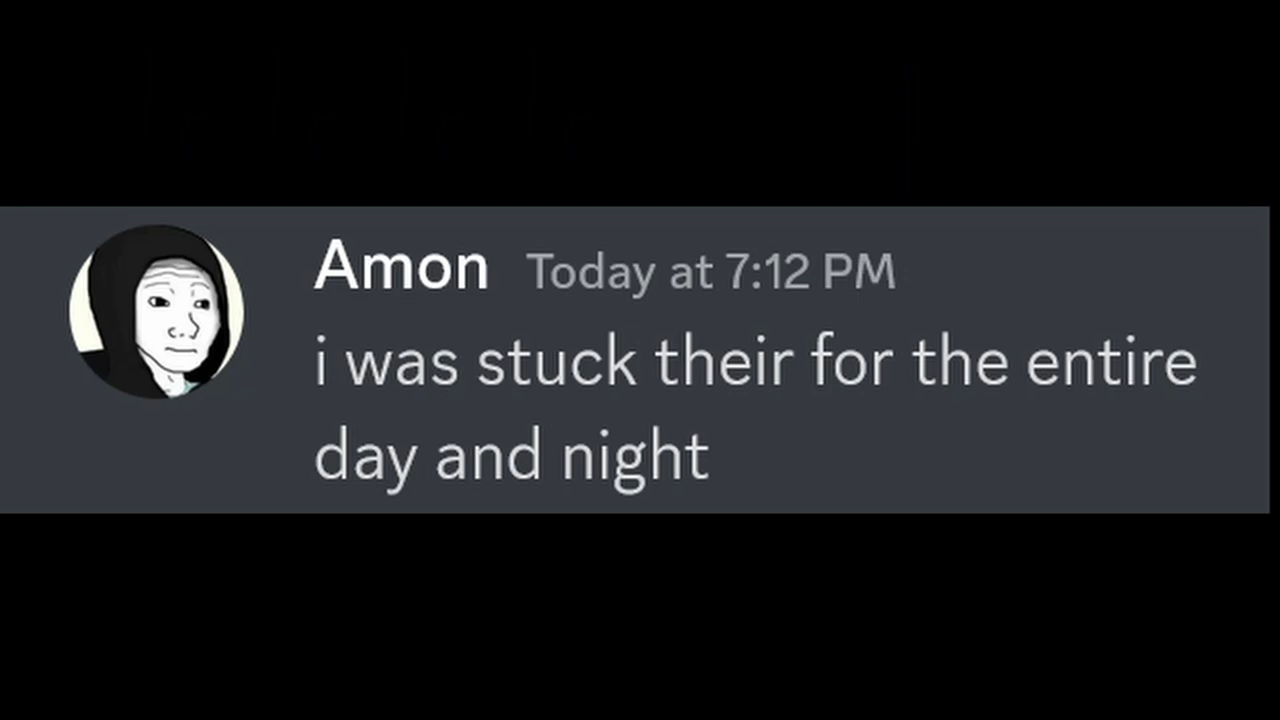 Amon Today at 7:12 PM
i was stuck their for the entire
day and night